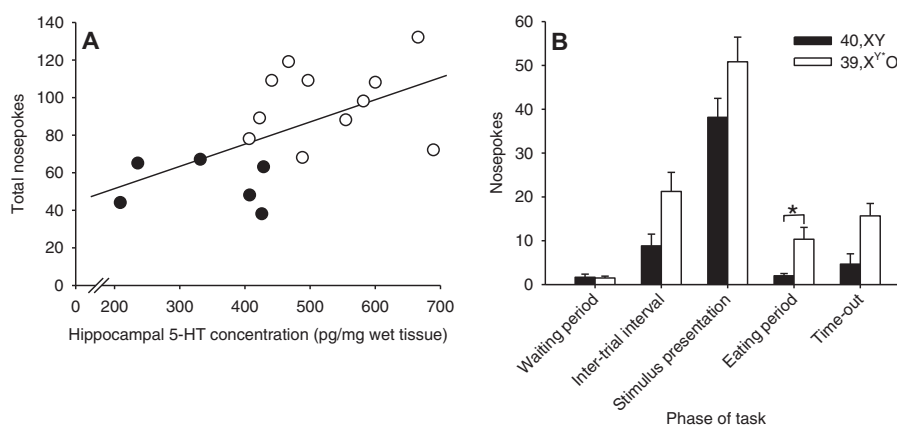 A
Total nosepokes
140
120
100
80
60
40
20
0
0 200 300 400 500 600 700
Hippocampal 5-HT concentration (pg/mg wet tissue)
B
40,XY
39,X^Y*O
Nosepokes
60
50
40
30
20
10
0
*
Waiting period
Inter-trial interval
Stimulus presentation
Eating period
Time-out
Phase of task